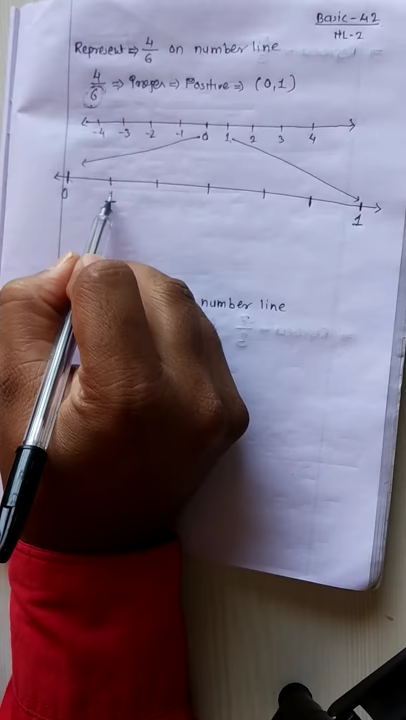 Basic-42
NL-2
Represent ⇒ 4/6 on number line
4/6 ⇒ Proper ⇒ Positive ⇒ (0,1)
-4 -3 -2 -1 0 1 2 3 4
0 1
number line